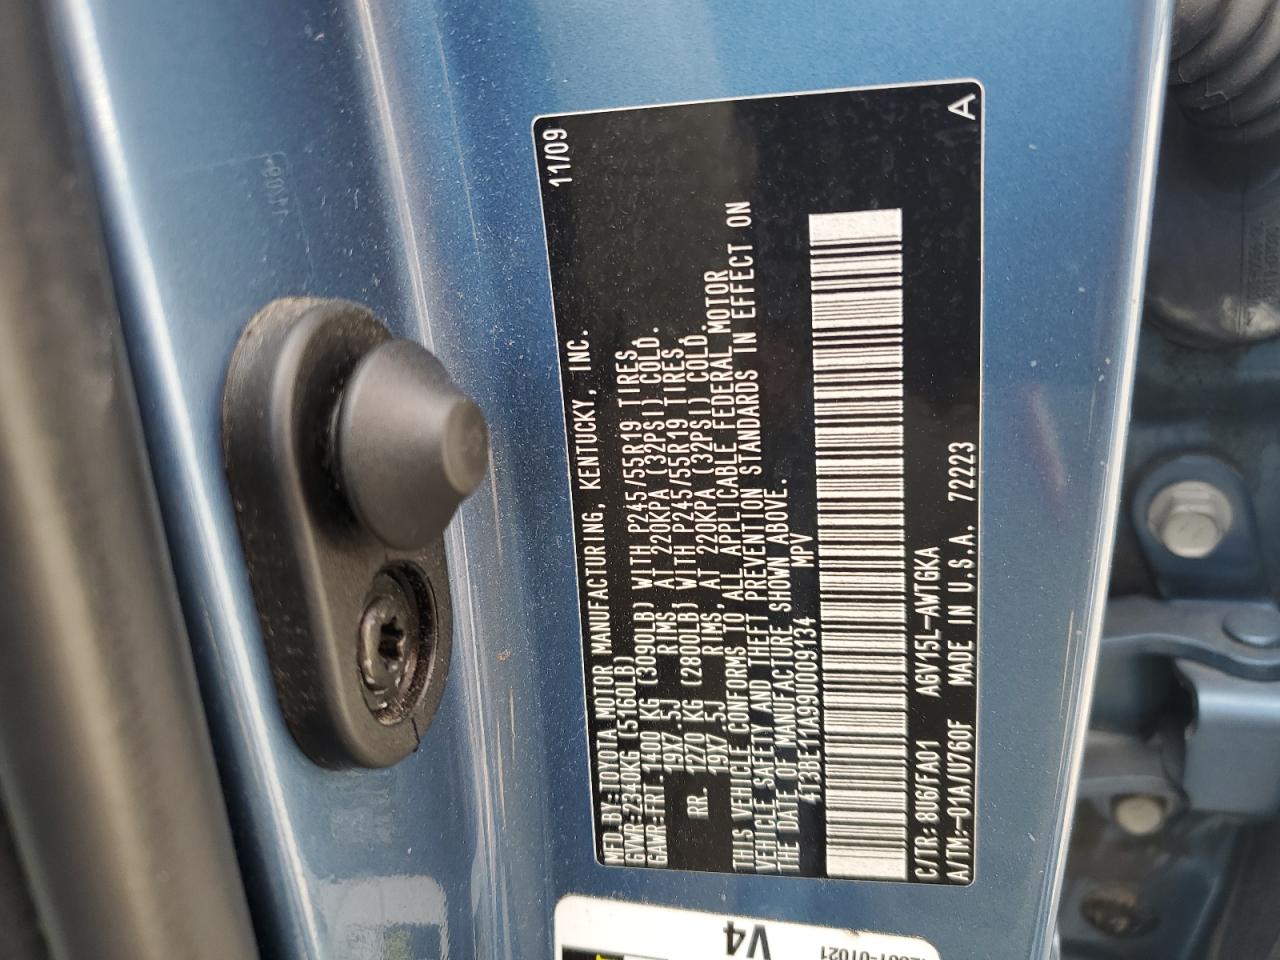 MFD BY:TOYOTA MOTOR MANUFACTURING, KENTUCKY, INC. 11/09
GVWR:2340KG (5160LB)
GAWR:FRT 1400 KG (3090LB) WITH P245/55R19 TIRES,
19X7.5J RIMS, AT 220KPA (32PSI) COLD.
RR. 1270 KG (2800LB) WITH P245/55R19 TIRES,
19X7.5J RIMS, AT 220KPA (32PSI) COLD.
THIS VEHICLE CONFORMS TO ALL APPLICABLE FEDERAL MOTOR
VEHICLE SAFETY AND THEFT PREVENTION STANDARDS IN EFFECT ON
THE DATE OF MANUFACTURE SHOWN ABOVE.
4T3BE11A99U009134 MPV
C/TR:8U6/FA01 AGV15L-AWTGKA
A/TM:-01A/U760F MADE IN U.S.A. 72223 A
V4